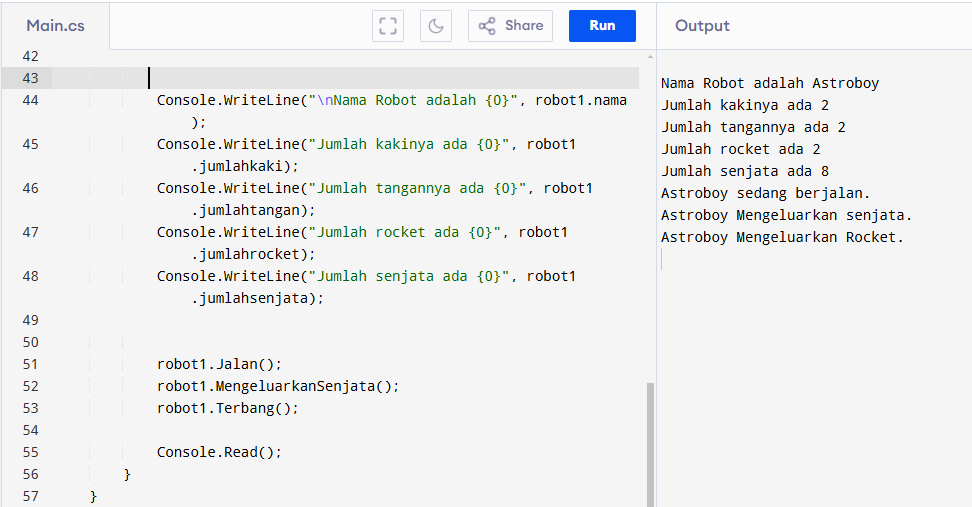 Main.cs
Share
Run
Output
42
43
44 Console.WriteLine("\nNama Robot adalah {0}", robot1.nama
);
45 Console.WriteLine("Jumlah kakinya ada {0}", robot1
.jumlahkaki);
46 Console.WriteLine("Jumlah tangannya ada {0}", robot1
.jumlahtangan);
47 Console.WriteLine("Jumlah rocket ada {0}", robot1
.jumlahrocket);
48 Console.WriteLine("Jumlah senjata ada {0}", robot1
.jumlahsenjata);
49
50
51 robot1.Jalan();
52 robot1.MengeluarkanSenjata();
53 robot1.Terbang();
54
55 Console.Read();
56 }
57 }
Nama Robot adalah Astroboy
Jumlah kakinya ada 2
Jumlah tangannya ada 2
Jumlah rocket ada 2
Jumlah senjata ada 8
Astroboy sedang berjalan.
Astroboy Mengeluarkan senjata.
Astroboy Mengeluarkan Rocket.